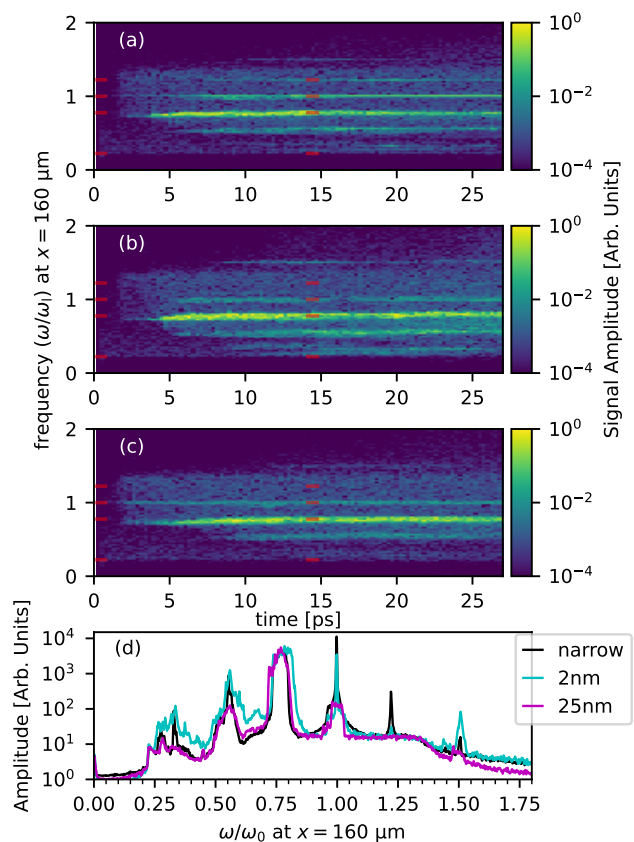 (a)
2
1
0
0 5 10 15 20 25
10^0
10^−2
10^−4
(b)
2
1
0
0 5 10 15 20 25
10^0
10^−2
10^−4
(c)
2
1
0
0 5 10 15 20 25
10^0
10^−2
10^−4
frequency (ω/ω_l) at x = 160 μm
Signal Amplitude [Arb. Units]
time [ps]
(d)
Amplitude [Arb. Units]
10^4
10^3
10^2
10^1
10^0
narrow
2nm
25nm
0.00 0.25 0.50 0.75 1.00 1.25 1.50 1.75
ω/ω_0 at x = 160 μm